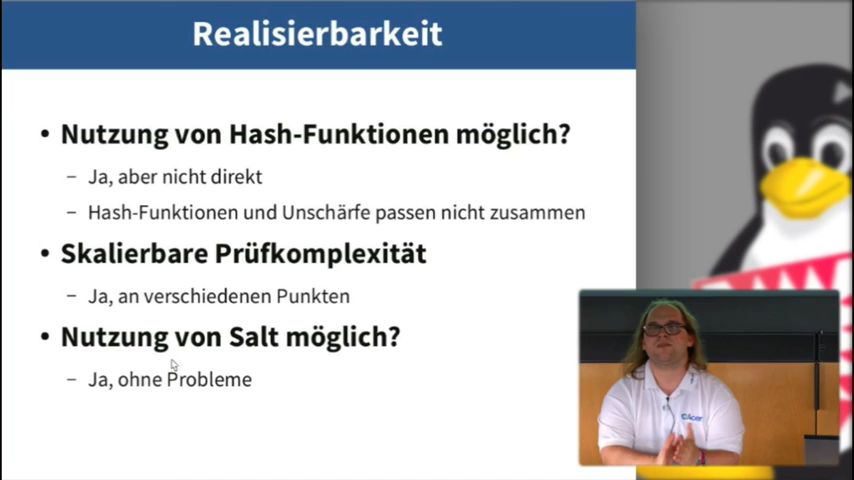 Realisierbarkeit
• Nutzung von Hash-Funktionen möglich?
– Ja, aber nicht direkt
– Hash-Funktionen und Unschärfe passen nicht zusammen
• Skalierbare Prüfkomplexität
– Ja, an verschiedenen Punkten
• Nutzung von Salt möglich?
– Ja, ohne Probleme